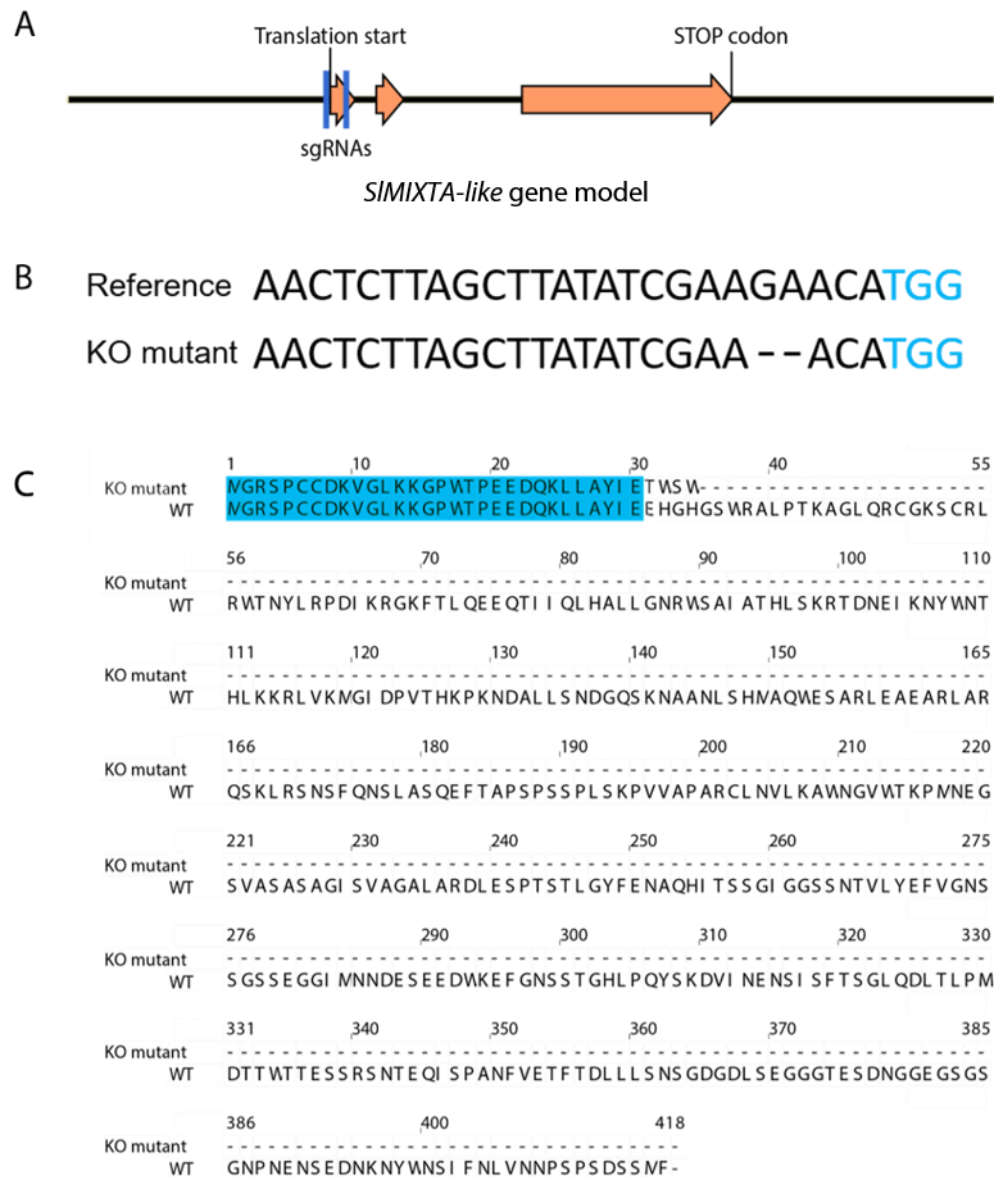 A
Translation start
STOP codon
sgRNAs
SlMIXTA-like gene model
B
Reference AACTCTTAGCTTATATCGAAGAACATGG
KO mutant AACTCTTAGCTTATATCGAA--ACATGG
C
1 10 20 30 40 55
KO mutant MGRSPCCDKVGLKKGPWTPEEDQKLLAYIETWSW---------------------
WT MGRSPCCDKVGLKKGPWTPEEDQKLLAYIEEHGHGSWRALPTKAGLQRCGKSCRL
56 70 80 90 100 110
KO mutant -------------------------------------------------------
WT RWTNYLRPDIKRGKFTLQEEQTIIQLHALLGNRWSAIATHLSKRTDNEIKNYWNT
111 120 130 140 150 165
KO mutant -------------------------------------------------------
WT HLKKRLVKMGIDPVTHKPKNDALLSNDGQSKNAANLSHMAQWESARLEAEARLAR
166 180 190 200 210 220
KO mutant -------------------------------------------------------
WT QSKLRSNSFQNSLASQEFTAPSPSSPLSKPVVAPARCLNVLKAWNGVWTKPMNEG
221 230 240 250 260 275
KO mutant -------------------------------------------------------
WT SVASASAGISVAGALARDLESPTSTLGYFENAQHITSSGIGGSSNTVLYEFVGNS
276 290 300 310 320 330
KO mutant -------------------------------------------------------
WT SGSSEGGIMNNDESEEDWKEFGNSSTGHLPQYSKDVINENSISFTSGLQDLTLPM
331 340 350 360 370 385
KO mutant -------------------------------------------------------
WT DTTWTTESSRSNTEQISPANFVETFTDLLLSNSGDGDLSEGGGTESDNGGEGSGS
386 400 418
KO mutant ---------------------------------
WT GNPNENSEDNKNYWNSIFNLVNNPSPSDSSMF-